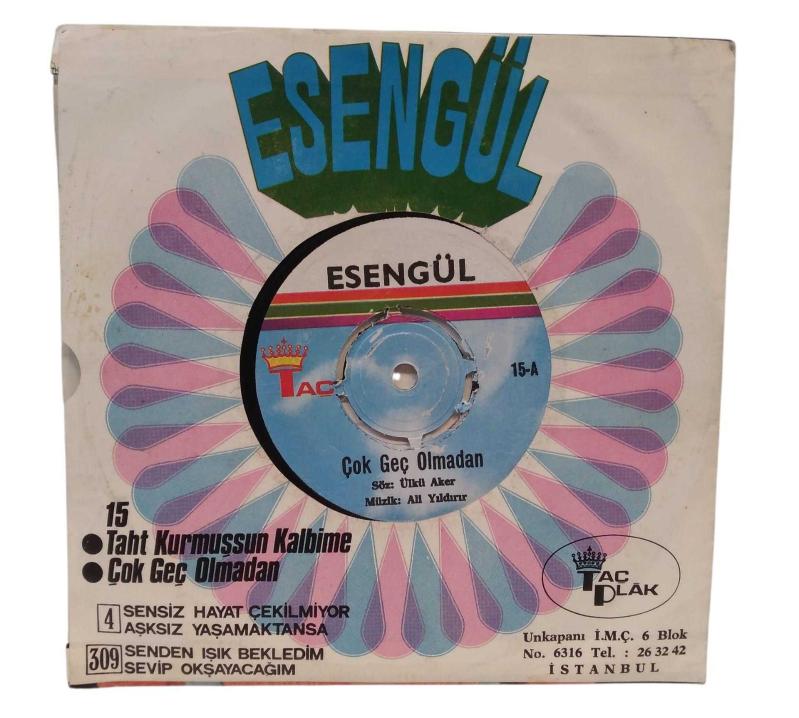 ESENGÜL
ESENGÜL
TAC
15-A
Çok Geç Olmadan
Söz: Ülkü Aker
Müzik: Ali Yıldırır
15
● Taht Kurmuşsun Kalbime
● Çok Geç Olmadan
4 SENSİZ HAYAT ÇEKİLMİYOR
AŞKSIZ YAŞAMAKTANSA
309 SENDEN IŞIK BEKLEDİM
SEVİP OKŞAYACAĞIM
TAC
PLÂK
Unkapanı İ.M.Ç. 6 Blok
No. 6316 Tel. : 26 32 42
İSTANBUL